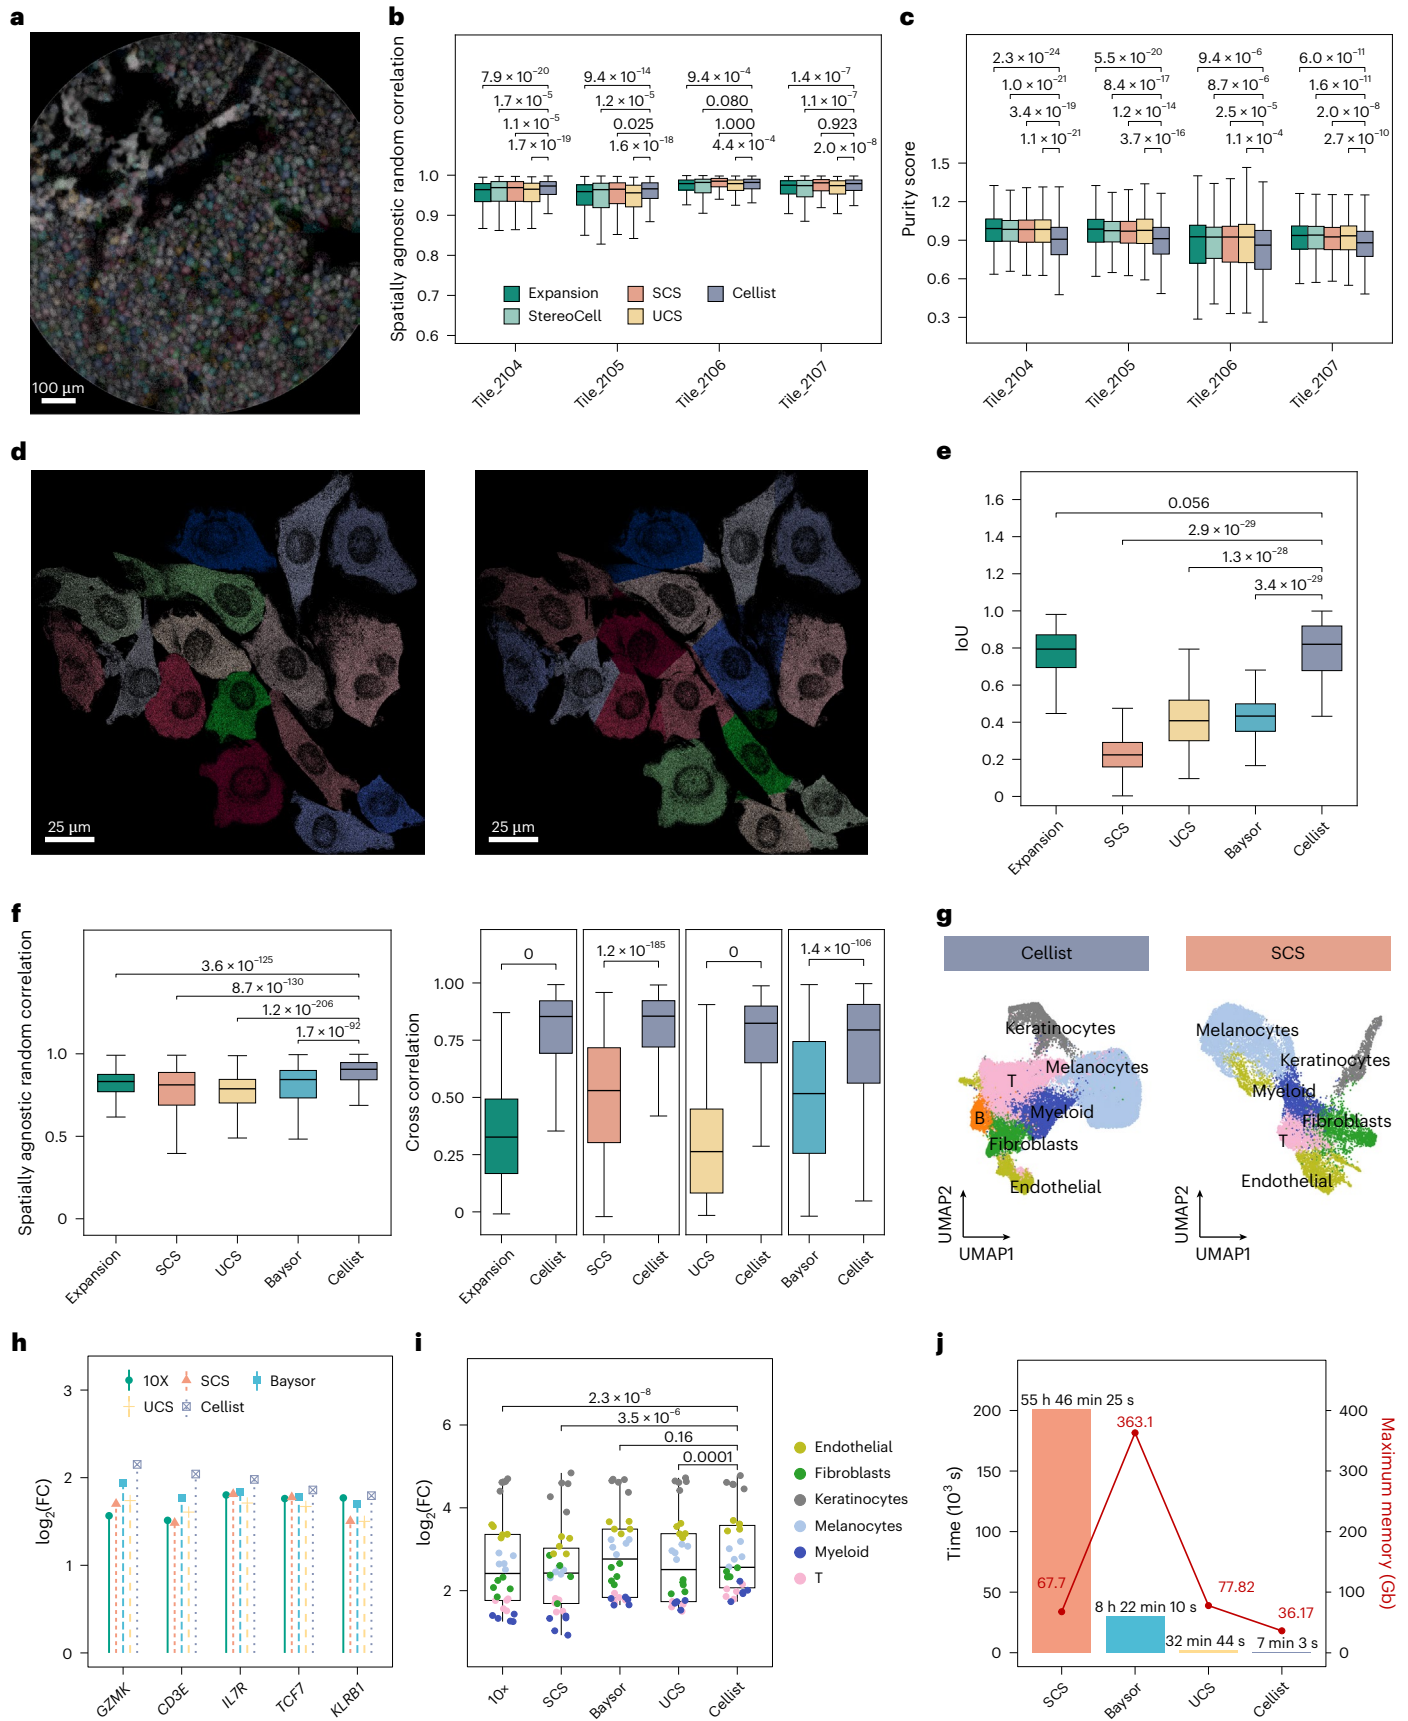 a
100 µm
b
Spatially agnostic random correlation
7.9 × 10⁻²⁰
9.4 × 10⁻¹⁴
9.4 × 10⁻⁴
1.4 × 10⁻⁷
1.7 × 10⁻⁵
1.2 × 10⁻⁵
0.080
1.1 × 10⁻⁷
1.1 × 10⁻⁵
0.025
1.000
0.923
1.7 × 10⁻¹⁹
1.6 × 10⁻¹⁸
4.4 × 10⁻⁴
2.0 × 10⁻⁸
1.0
0.9
0.8
0.7
0.6
Expansion
SCS
Cellist
StereoCell
UCS
Tile_2104
Tile_2105
Tile_2106
Tile_2107
c
Purity score
2.3 × 10⁻²⁴
5.5 × 10⁻²⁰
9.4 × 10⁻⁶
6.0 × 10⁻¹¹
1.0 × 10⁻²¹
8.4 × 10⁻¹⁷
8.7 × 10⁻⁶
1.6 × 10⁻¹¹
3.4 × 10⁻¹⁹
1.2 × 10⁻¹⁴
2.5 × 10⁻⁵
2.0 × 10⁻⁸
1.1 × 10⁻²¹
3.7 × 10⁻¹⁶
1.1 × 10⁻⁴
2.7 × 10⁻¹⁰
1.5
1.2
0.9
0.6
0.3
Tile_2104
Tile_2105
Tile_2106
Tile_2107
d
25 µm
25 µm
e
IoU
0.056
2.9 × 10⁻²⁹
1.3 × 10⁻²⁸
3.4 × 10⁻²⁹
1.6
1.4
1.2
1.0
0.8
0.6
0.4
0.2
0
Expansion
SCS
UCS
Baysor
Cellist
f
Spatially agnostic random correlation
3.6 × 10⁻¹²⁵
8.7 × 10⁻¹³⁰
1.2 × 10⁻²⁰⁶
1.7 × 10⁻⁹²
1.0
0.5
0
Expansion
SCS
UCS
Baysor
Cellist
Cross correlation
0
1.2 × 10⁻¹⁸⁵
0
1.4 × 10⁻¹⁰⁶
1.00
0.75
0.50
0.25
0
Expansion
Cellist
SCS
Cellist
UCS
Cellist
Baysor
Cellist
g
Cellist
SCS
Keratinocytes
Melanocytes
T
Myeloid
B
Fibroblasts
Endothelial
UMAP2
UMAP1
Melanocytes
Keratinocytes
Myeloid
Fibroblasts
T
Endothelial
UMAP2
UMAP1
h
log₂(FC)
3
2
1
0
10X
SCS
Baysor
UCS
Cellist
GZMK
CD3E
IL7R
TCF7
KLRB1
i
log₂(FC)
2.3 × 10⁻⁸
3.5 × 10⁻⁶
0.16
0.0001
6
4
2
10×
SCS
Baysor
UCS
Cellist
Endothelial
Fibroblasts
Keratinocytes
Melanocytes
Myeloid
T
j
Time (10³ s)
200
150
100
50
0
55 h 46 min 25 s
363.1
67.7
77.82
8 h 22 min 10 s
36.17
32 min 44 s
7 min 3 s
400
300
200
100
0
Maximum memory (Gb)
SCS
Baysor
UCS
Cellist